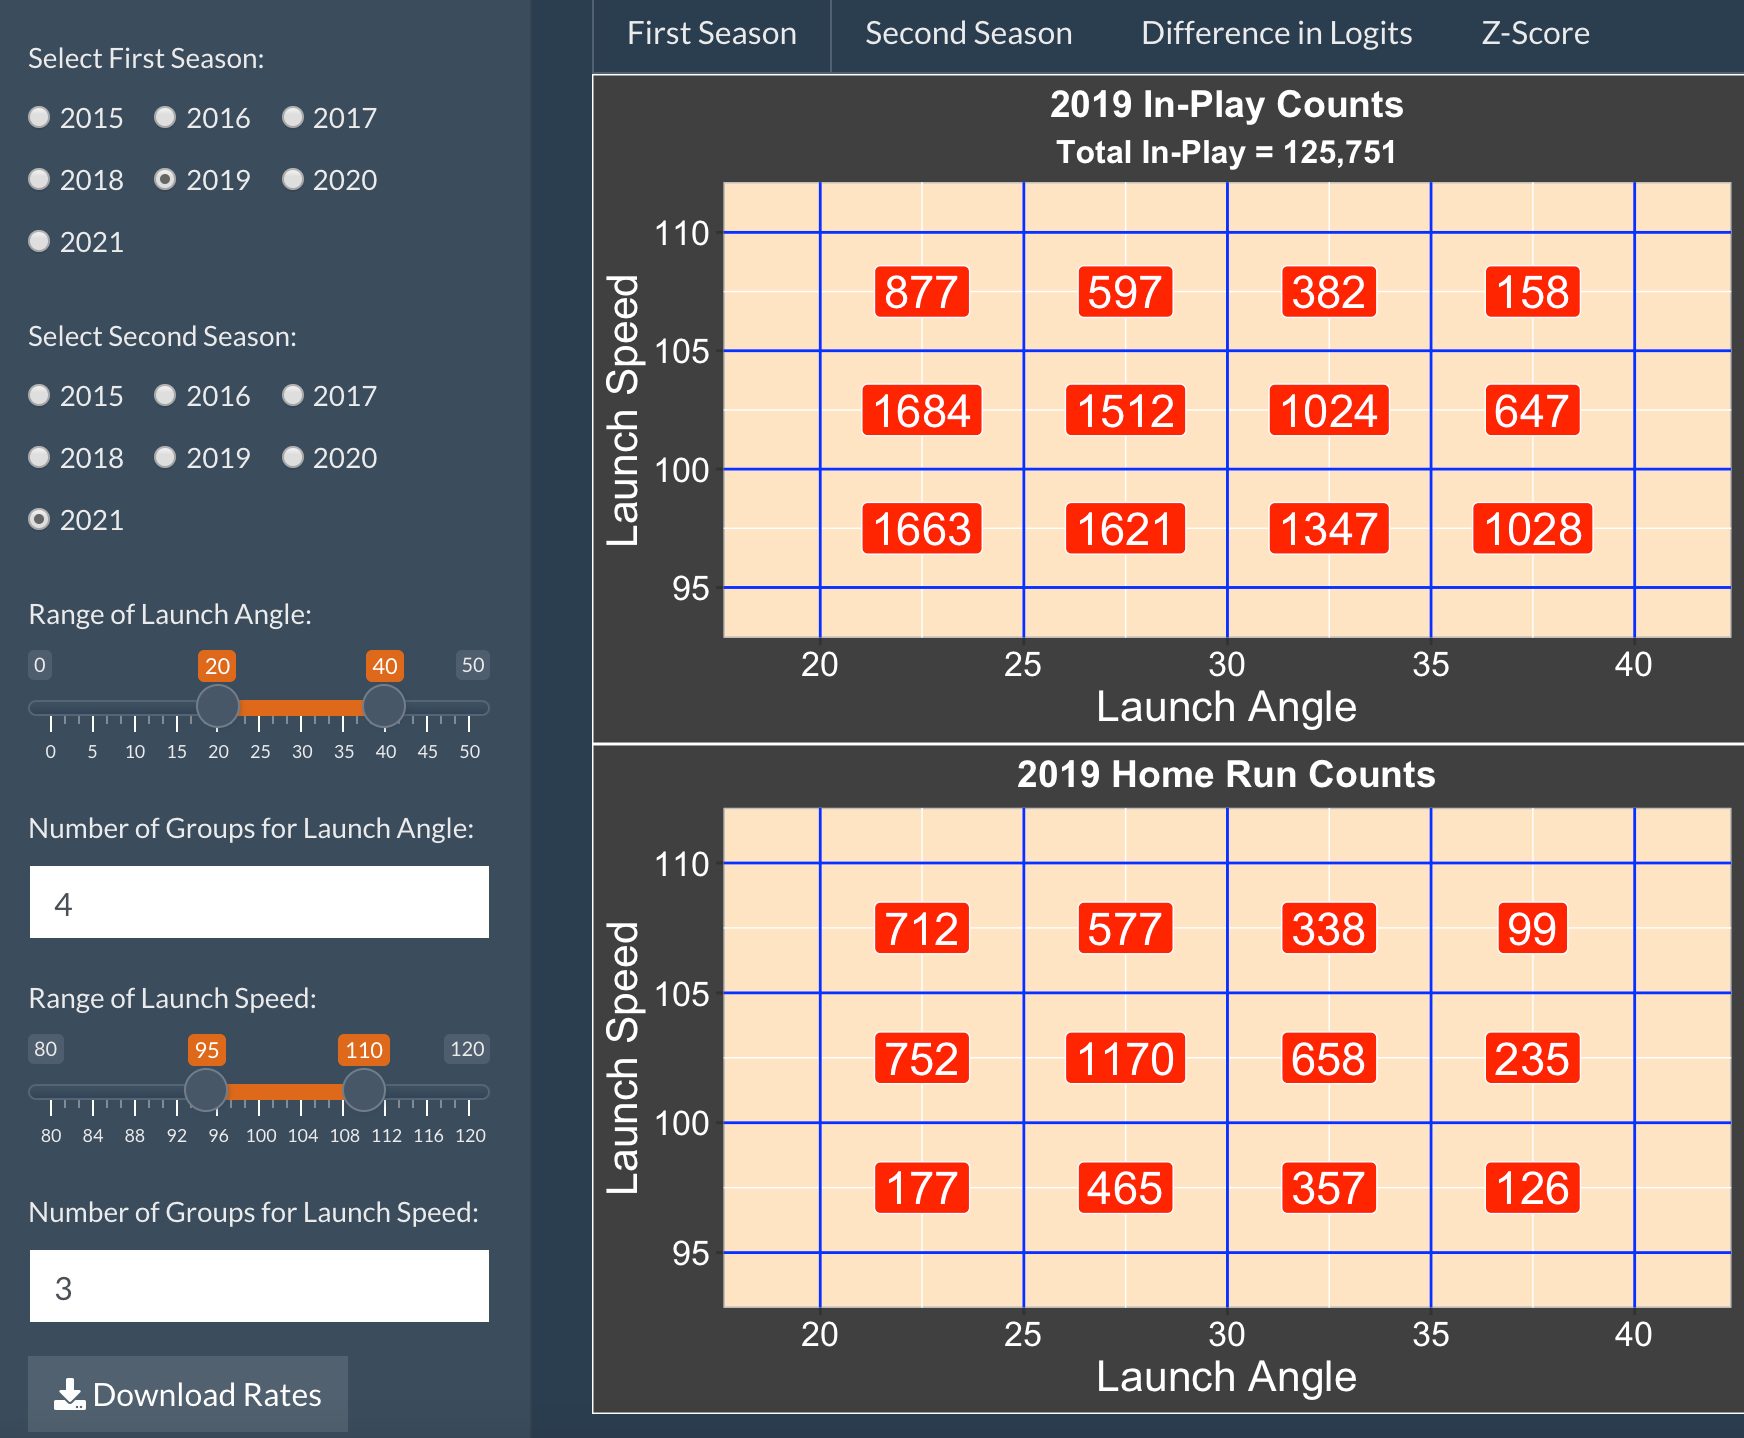 Select First Season:
2015 2016 2017
2018 2019 2020
2021
Select Second Season:
2015 2016 2017
2018 2019 2020
2021
Range of Launch Angle:
0 20 40 50
0 5 10 15 20 25 30 35 40 45 50
Number of Groups for Launch Angle:
4
Range of Launch Speed:
80 95 110 120
80 84 88 92 96 100 104 108 112 116 120
Number of Groups for Launch Speed:
3
Download Rates
First Season Second Season Difference in Logits Z-Score
2019 In-Play Counts
Total In-Play = 125,751
Launch Speed
110
877 597 382 158
105
1684 1512 1024 647
100
1663 1621 1347 1028
95
20 25 30 35 40
Launch Angle
2019 Home Run Counts
Launch Speed
110
712 577 338 99
105
752 1170 658 235
100
177 465 357 126
95
20 25 30 35 40
Launch Angle